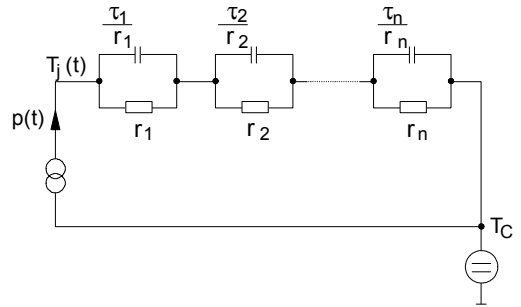 τ1/r1
τ2/r2
τn/rn
Tj(t)
r1
r2
rn
p(t)
TC